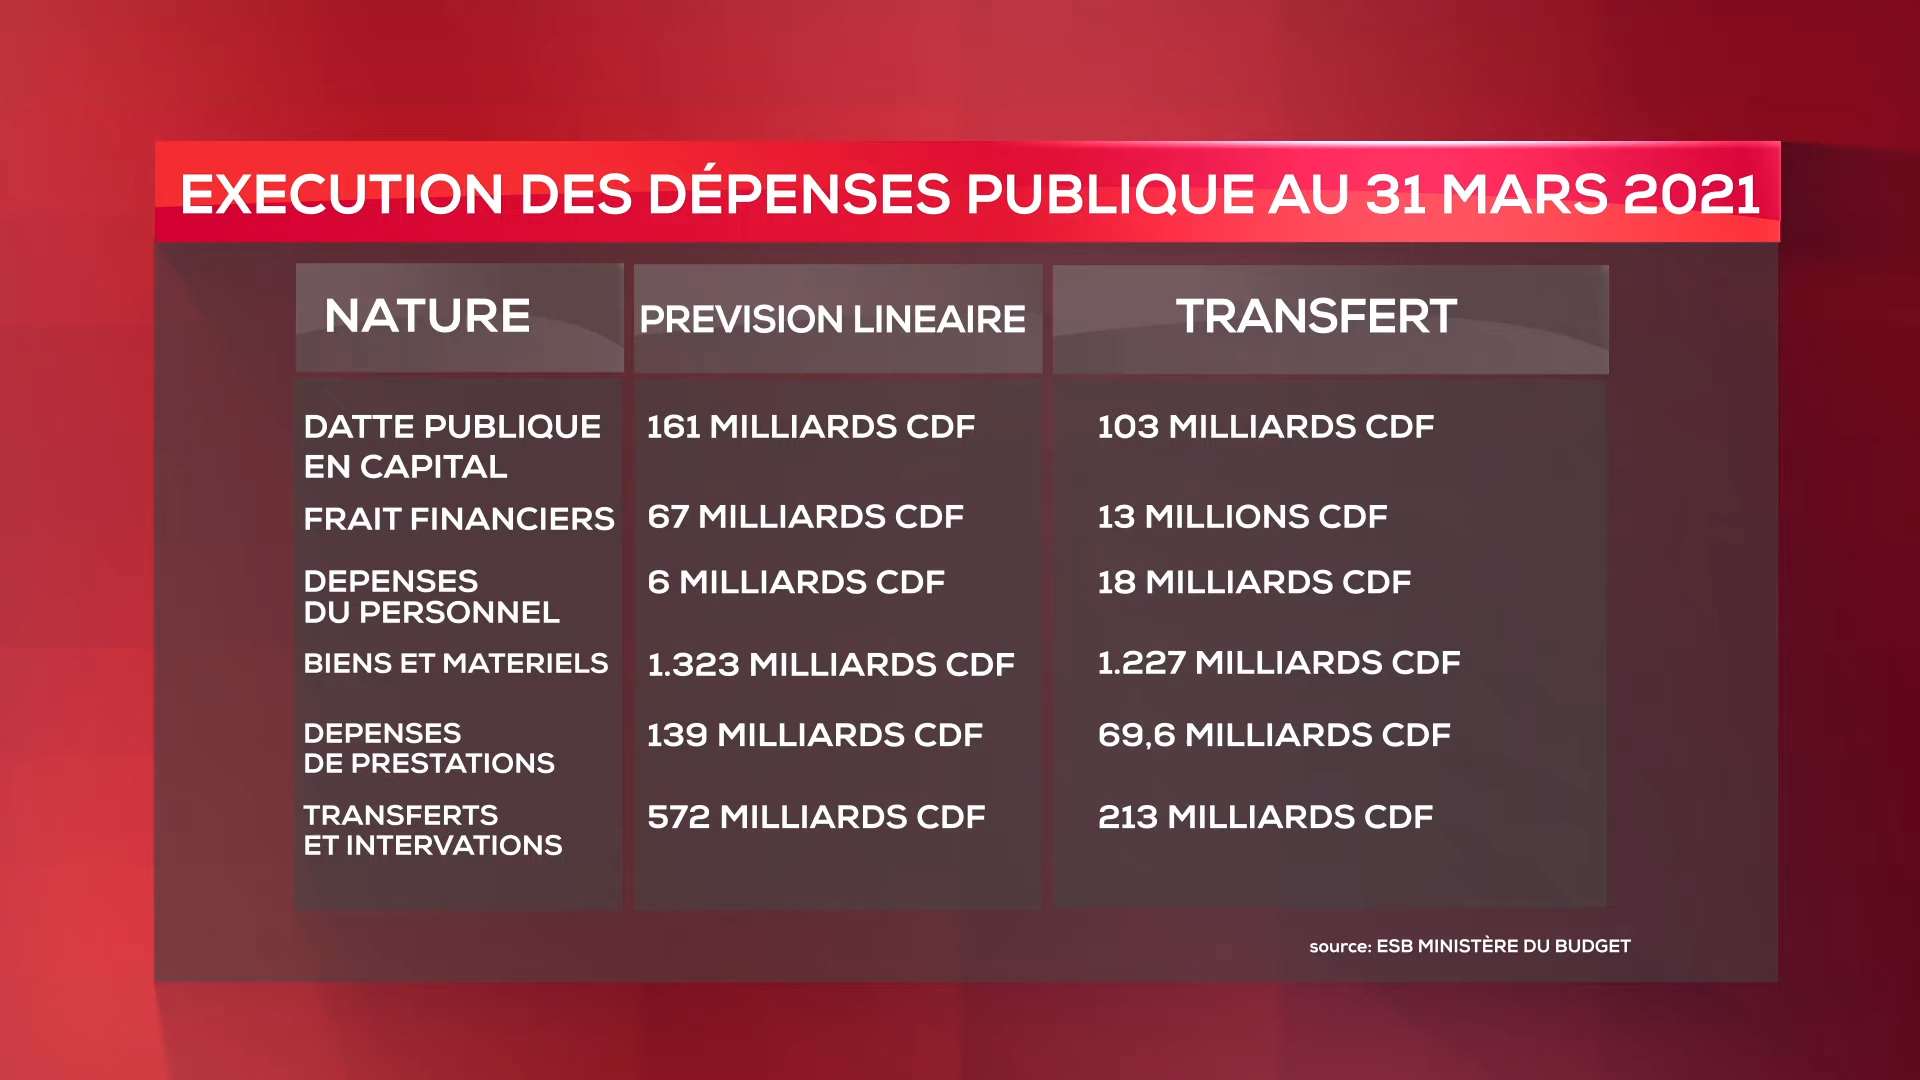 EXECUTION DES DÉPENSES PUBLIQUE AU 31 MARS 2021
NATURE
PREVISION LINEAIRE
TRANSFERT
DATTE PUBLIQUE
EN CAPITAL
161 MILLIARDS CDF
103 MILLIARDS CDF
FRAIT FINANCIERS
67 MILLIARDS CDF
13 MILLIONS CDF
DEPENSES
DU PERSONNEL
6 MILLIARDS CDF
18 MILLIARDS CDF
BIENS ET MATERIELS
1.323 MILLIARDS CDF
1.227 MILLIARDS CDF
DEPENSES
DE PRESTATIONS
139 MILLIARDS CDF
69,6 MILLIARDS CDF
TRANSFERTS
ET INTERVATIONS
572 MILLIARDS CDF
213 MILLIARDS CDF
source: ESB MINISTÈRE DU BUDGET